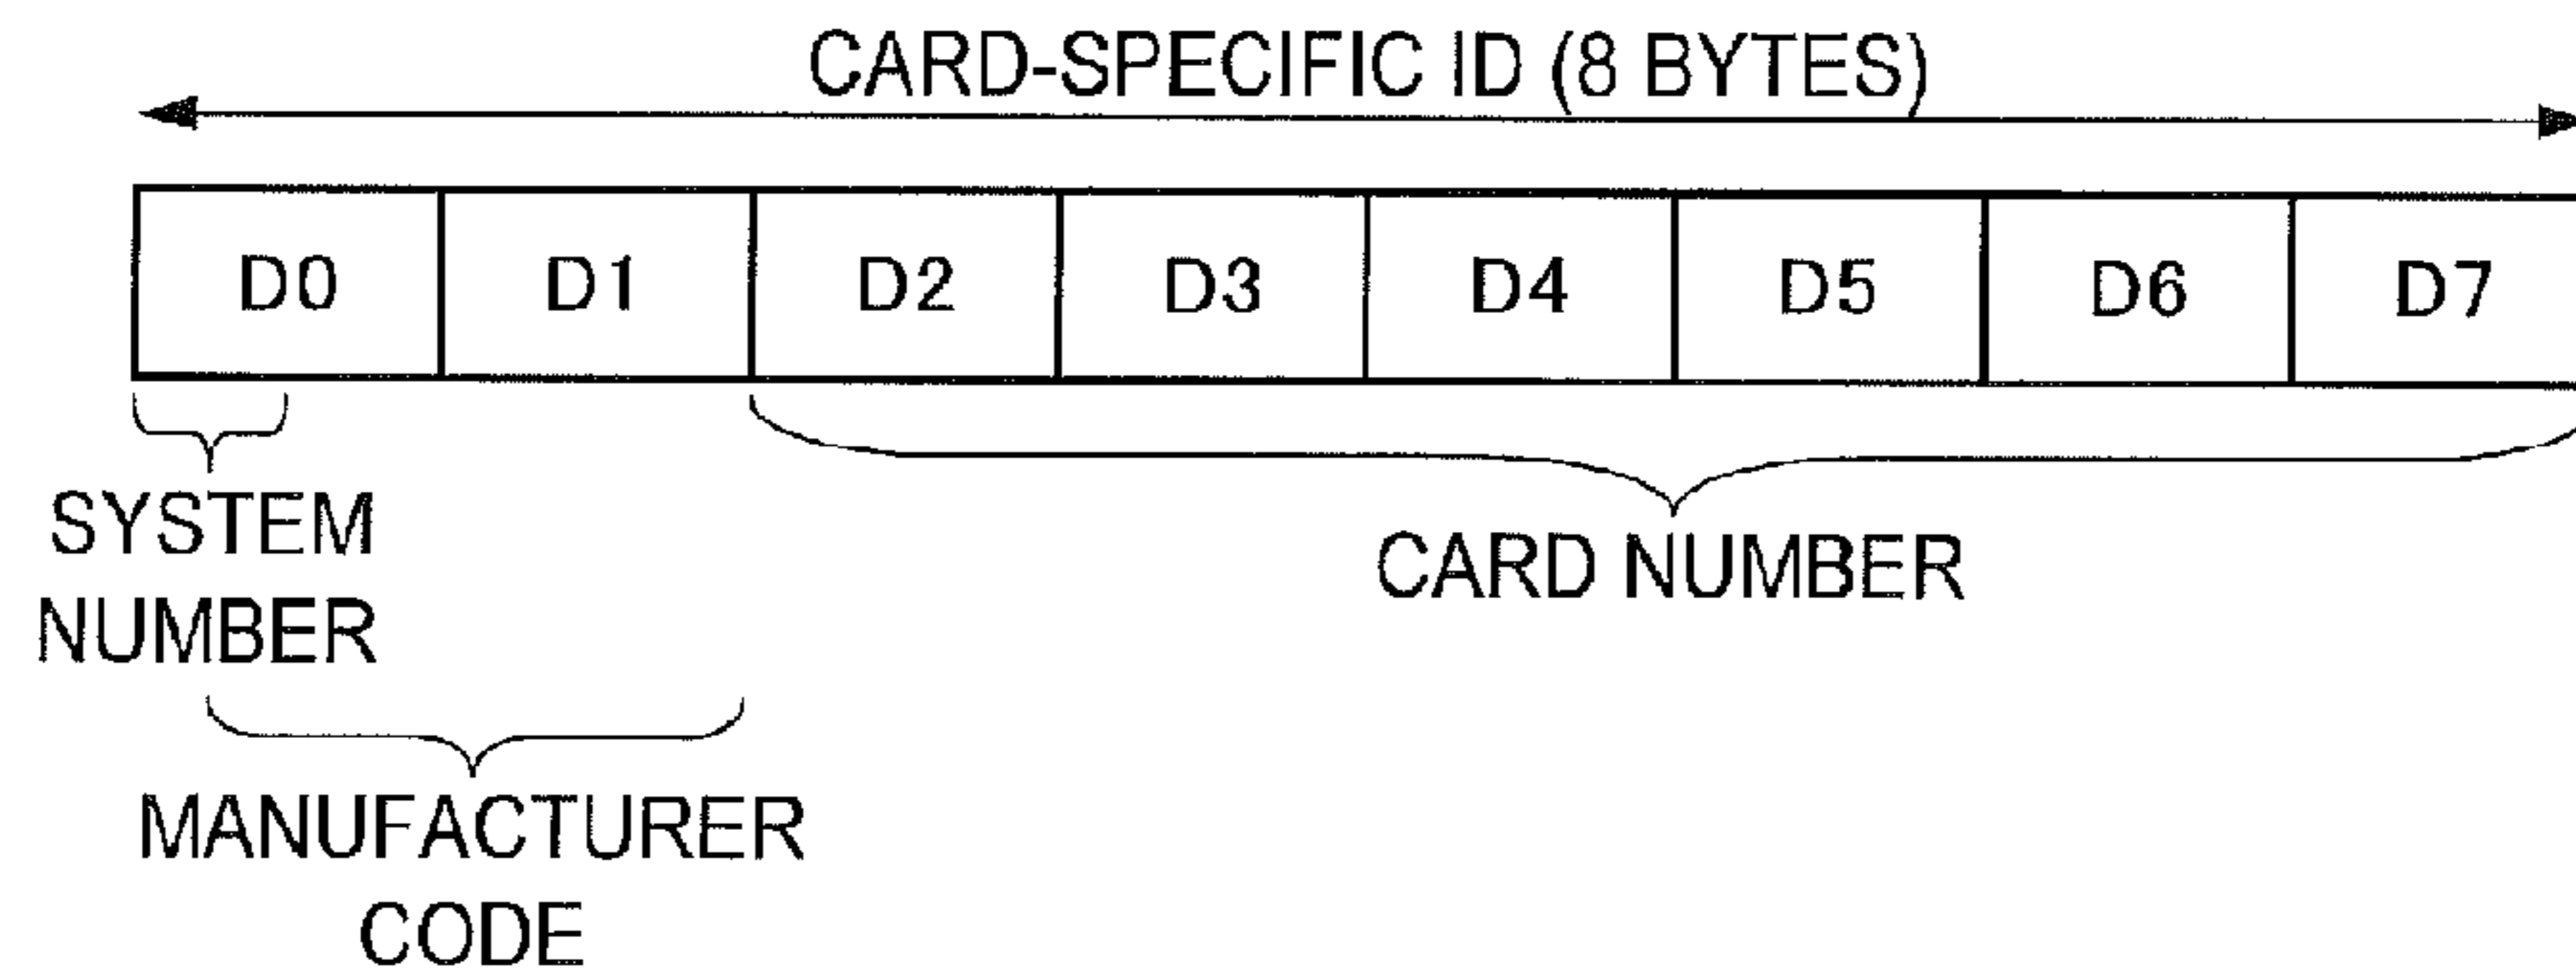 CARD-SPECIFIC ID (8 BYTES)
D0 D1 D2 D3 D4 D5 D6 D7
SYSTEM
NUMBER
CARD NUMBER
MANUFACTURER
CODE